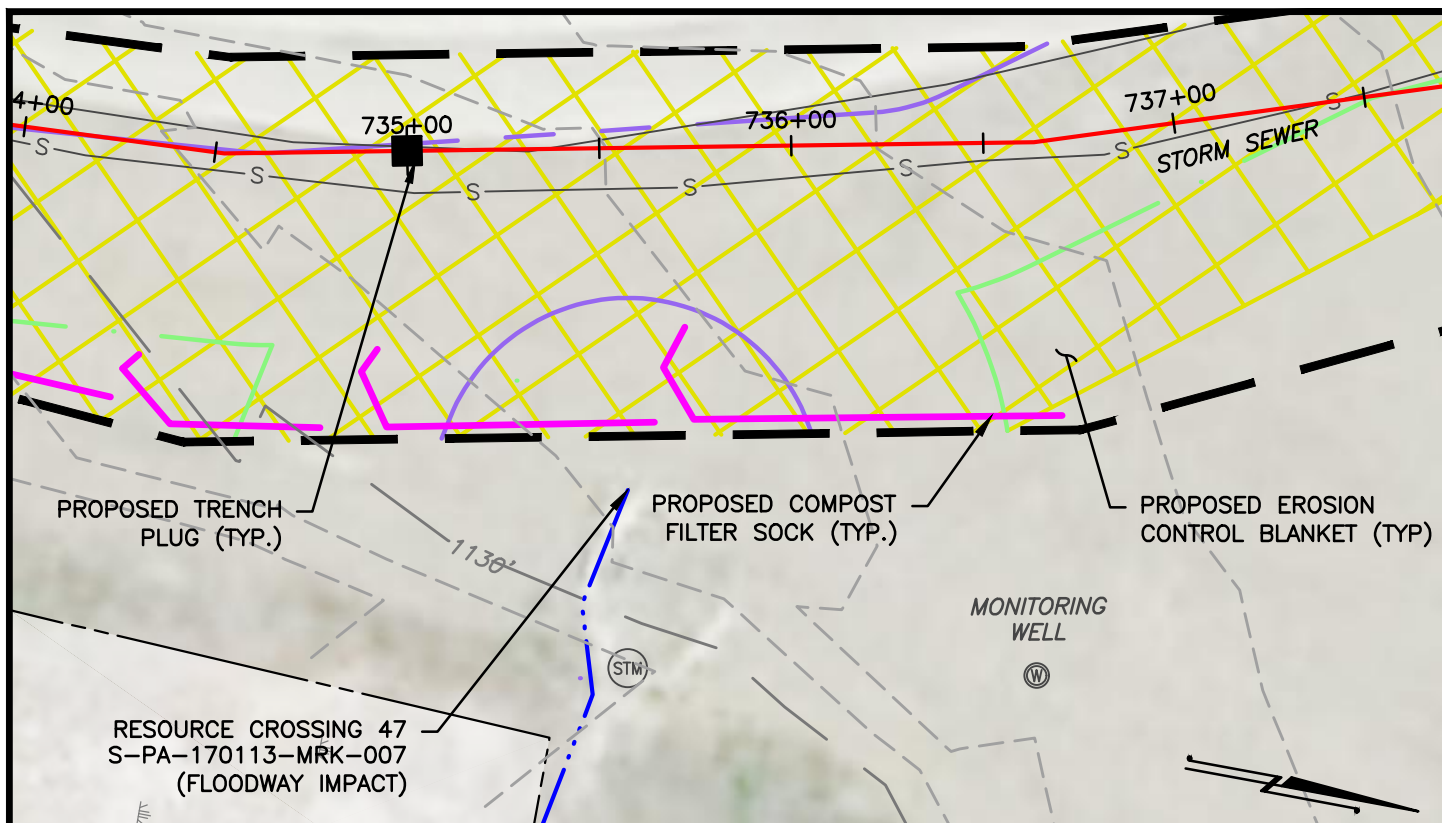 4+00
735+00
736+00
737+00
S
S
S
S
S
S
S
STORM SEWER
PROPOSED TRENCH
PLUG (TYP.)
PROPOSED COMPOST
FILTER SOCK (TYP.)
PROPOSED EROSION
CONTROL BLANKET (TYP)
1130'
MONITORING
WELL
W
STM
RESOURCE CROSSING 47
S-PA-170113-MRK-007
(FLOODWAY IMPACT)